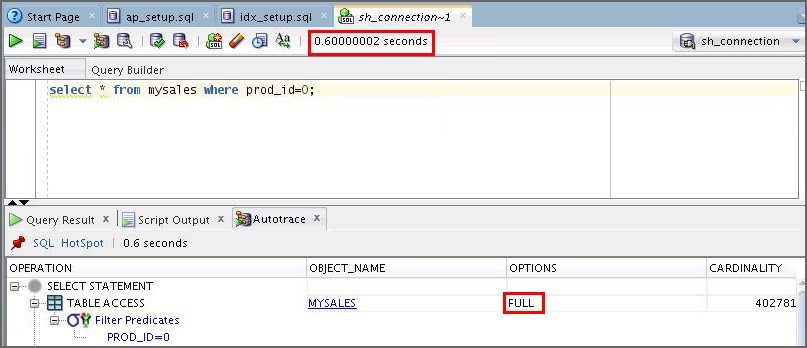 Start Page ap_setup.sql idx_setup.sql sh_connection~1
0.60000002 seconds sh_connection
Worksheet Query Builder
select * from mysales where prod_id=0;
Query Result x Script Output x Autotrace x
SQL HotSpot 0.6 seconds
OPERATION OBJECT_NAME OPTIONS CARDINALITY
SELECT STATEMENT
TABLE ACCESS MYSALES FULL 402781
Filter Predicates
PROD_ID=0